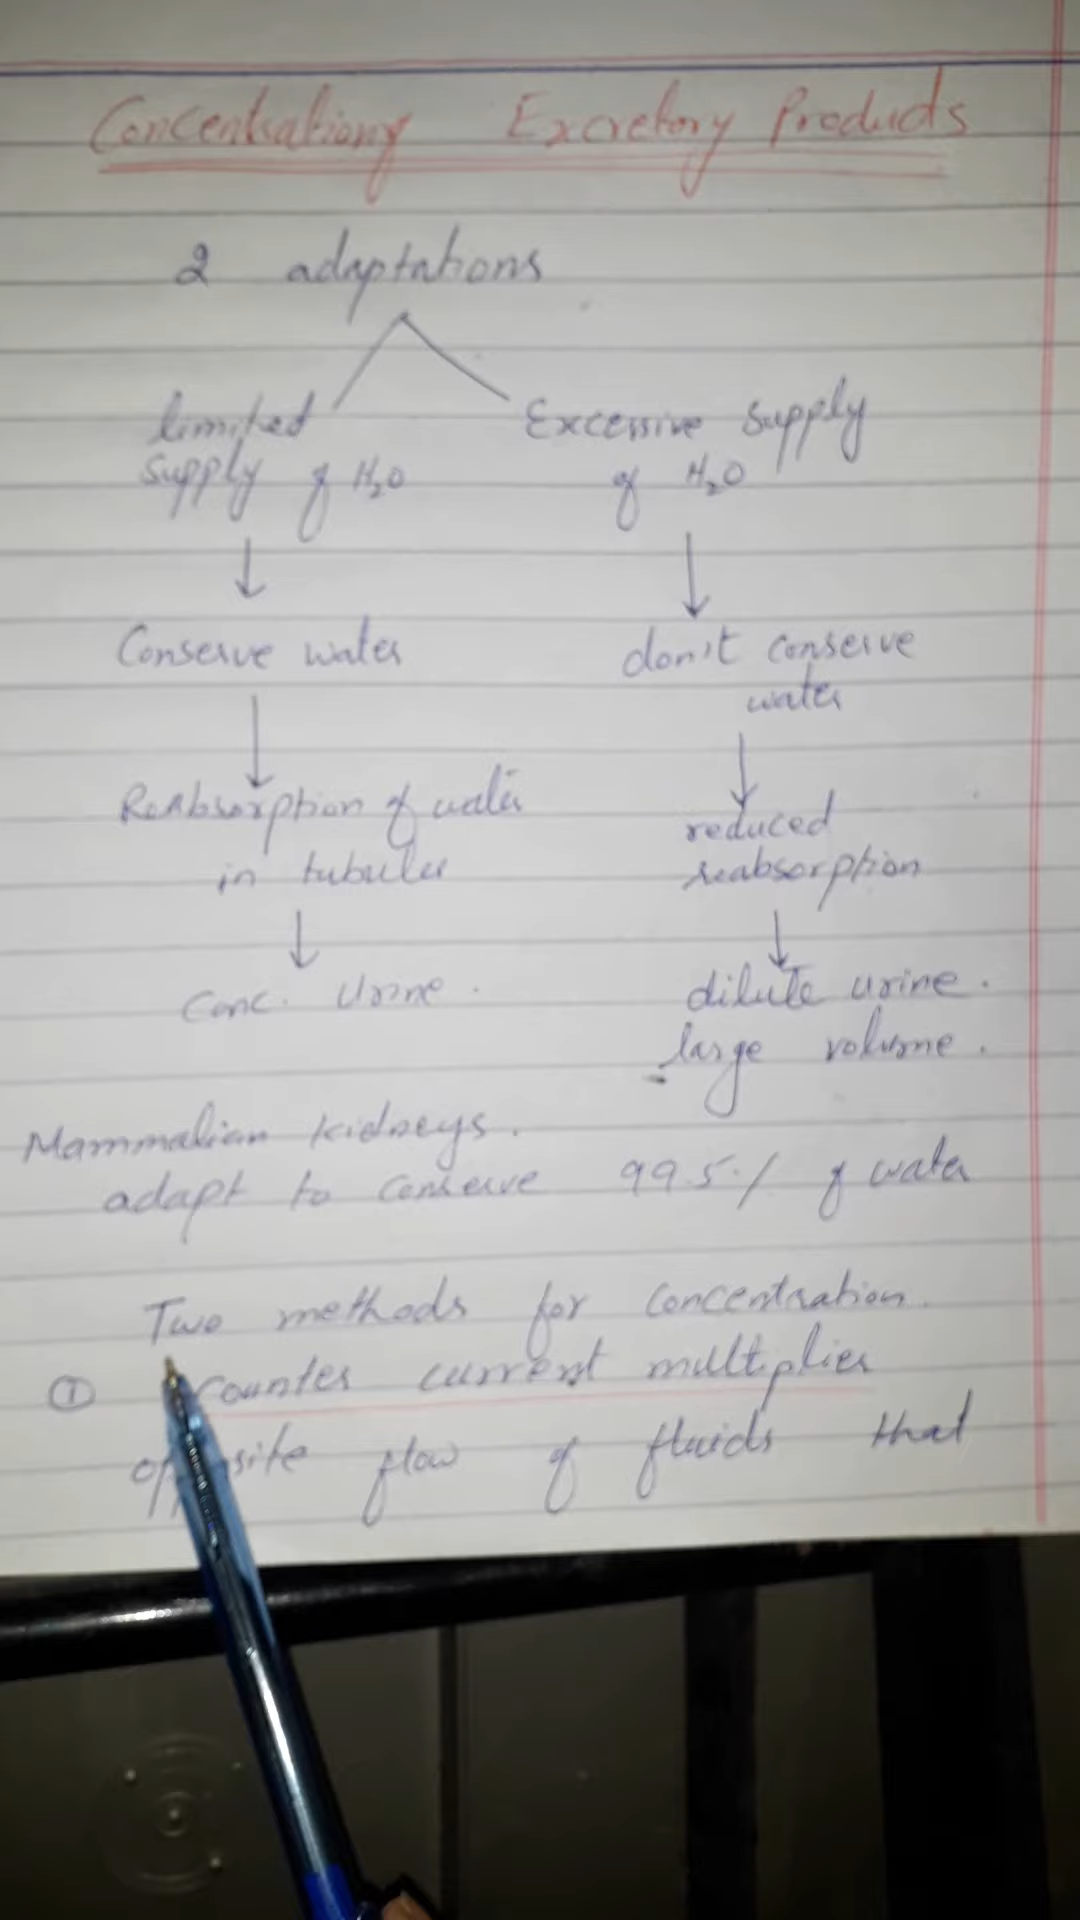 Concentrationg Excretory Products
2 adaptations
limited
supply of H₂O
Excessive supply
of H₂O
Conserve water
don't conserve
water
Reabsorption of water
in tubules
reduced
reabsorption
Conc. Urine.
dilute urine.
large volume.
Mammalian kidneys.
adapt to conserve 99.5% of water
Two methods for concentration.
① counter current multiplier
opposite flow of fluids that